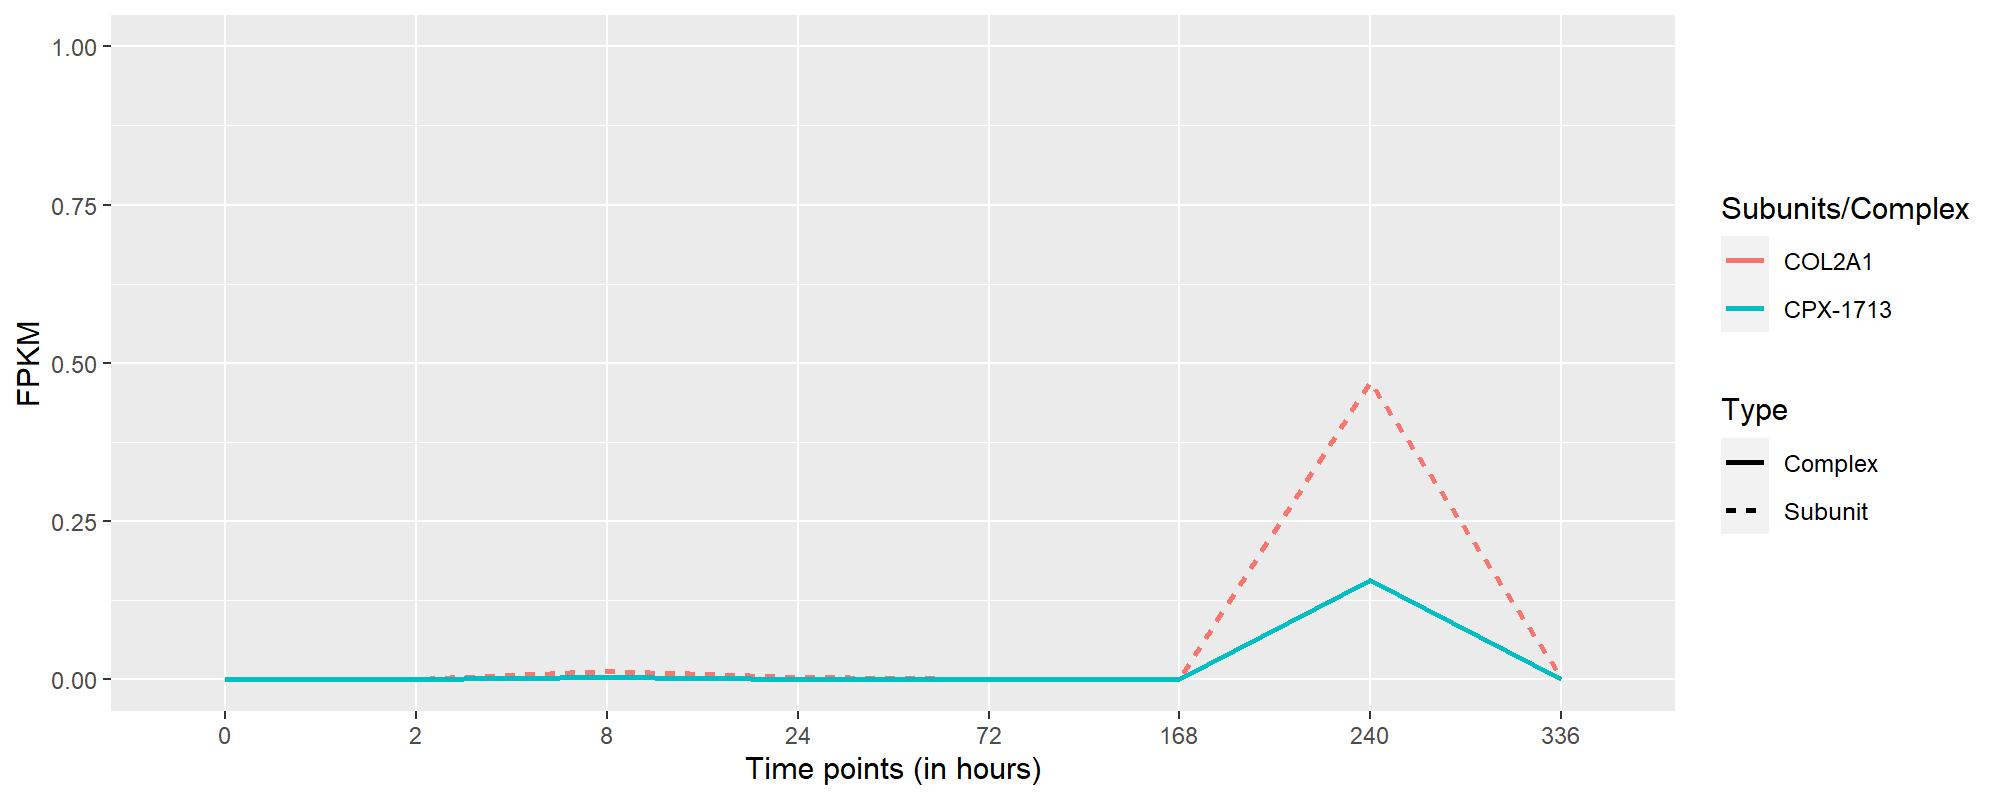 1.00
0.75
0.50
0.25
0.00
FPKM
0 2 8 24 72 168 240 336
Time points (in hours)
Subunits/Complex
COL2A1
CPX-1713
Type
Complex
Subunit